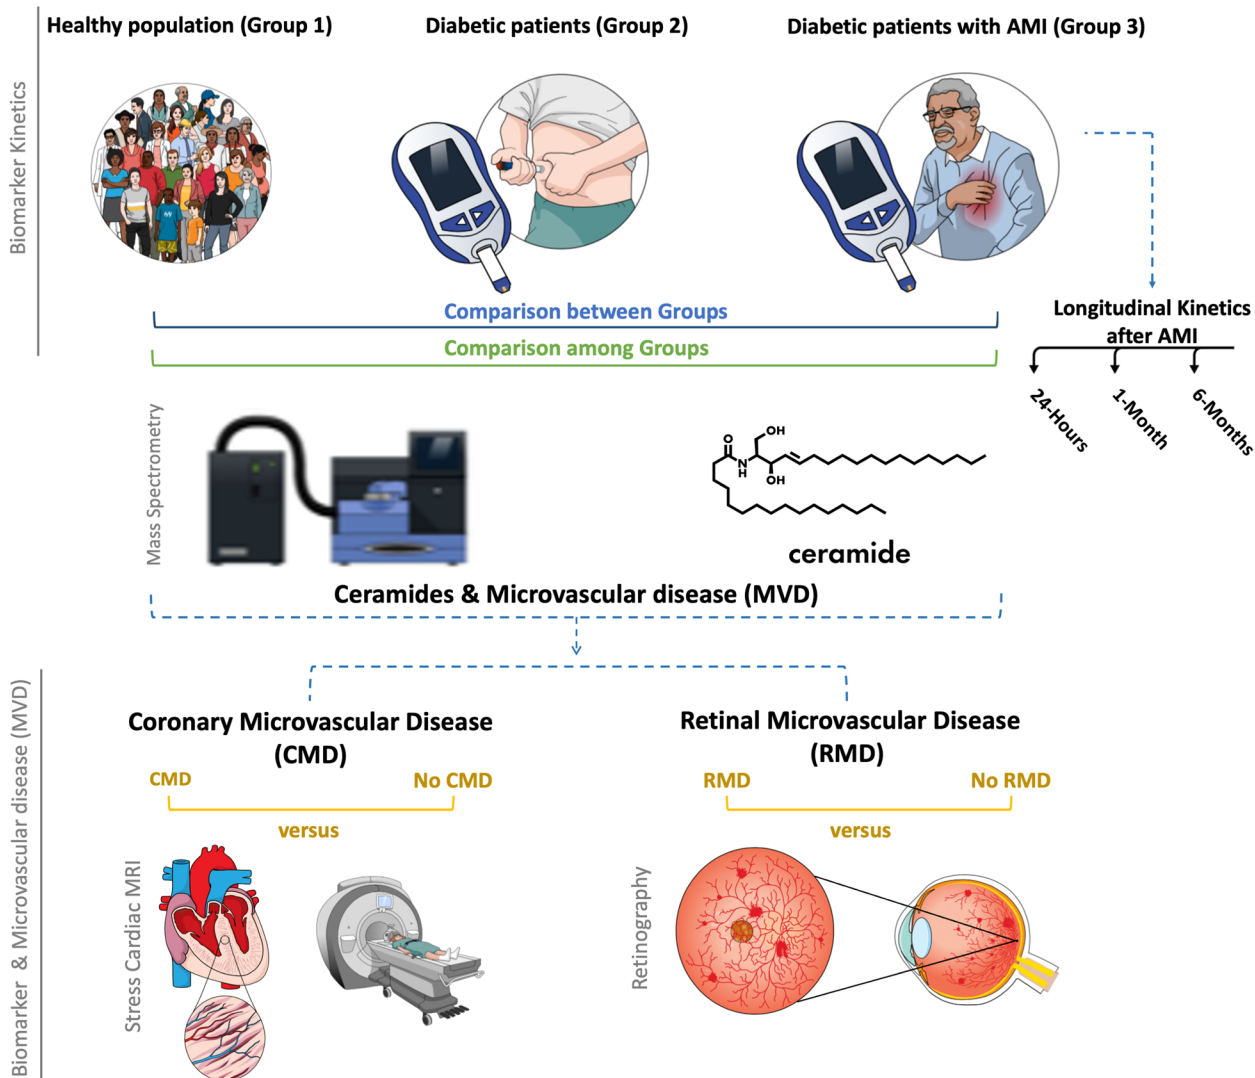 Healthy population (Group 1)
Diabetic patients (Group 2)
Diabetic patients with AMI (Group 3)
Biomarker Kinetics
Comparison between Groups
Comparison among Groups
Longitudinal Kinetics
after AMI
24-Hours
1-Month
6-Months
Mass Spectrometry
O
OH
N
H
OH
ceramide
Ceramides & Microvascular disease (MVD)
Biomarker & Microvascular disease (MVD)
Coronary Microvascular Disease
(CMD)
CMD
No CMD
versus
Stress Cardiac MRI
Retinal Microvascular Disease
(RMD)
RMD
No RMD
versus
Retinography